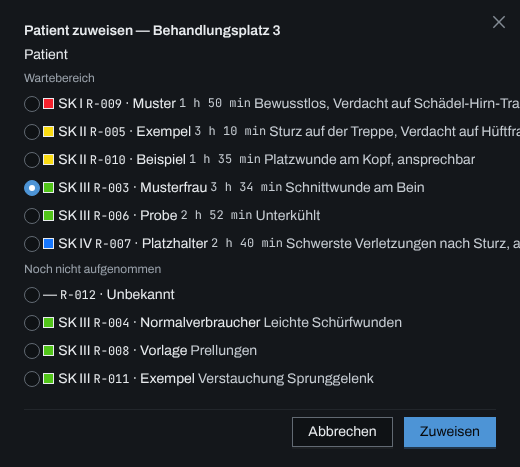 Patient zuweisen — Behandlungsplatz 3
Patient
Wartebereich
SK I R-009 · Muster 1 h 50 min Bewusstlos, Verdacht auf Schädel-Hirn-Tra
SK II R-005 · Exempel 3 h 10 min Sturz auf der Treppe, Verdacht auf Hüftfra
SK II R-010 · Beispiel 1 h 35 min Platzwunde am Kopf, ansprechbar
SK III R-003 · Musterfrau 3 h 34 min Schnittwunde am Bein
SK III R-006 · Probe 2 h 52 min Unterkühlt
SK IV R-007 · Platzhalter 2 h 40 min Schwerste Verletzungen nach Sturz, a
Noch nicht aufgenommen
— R-012 · Unbekannt
SK III R-004 · Normalverbraucher Leichte Schürfwunden
SK III R-008 · Vorlage Prellungen
SK III R-011 · Exempel Verstauchung Sprunggelenk
Abbrechen Zuweisen